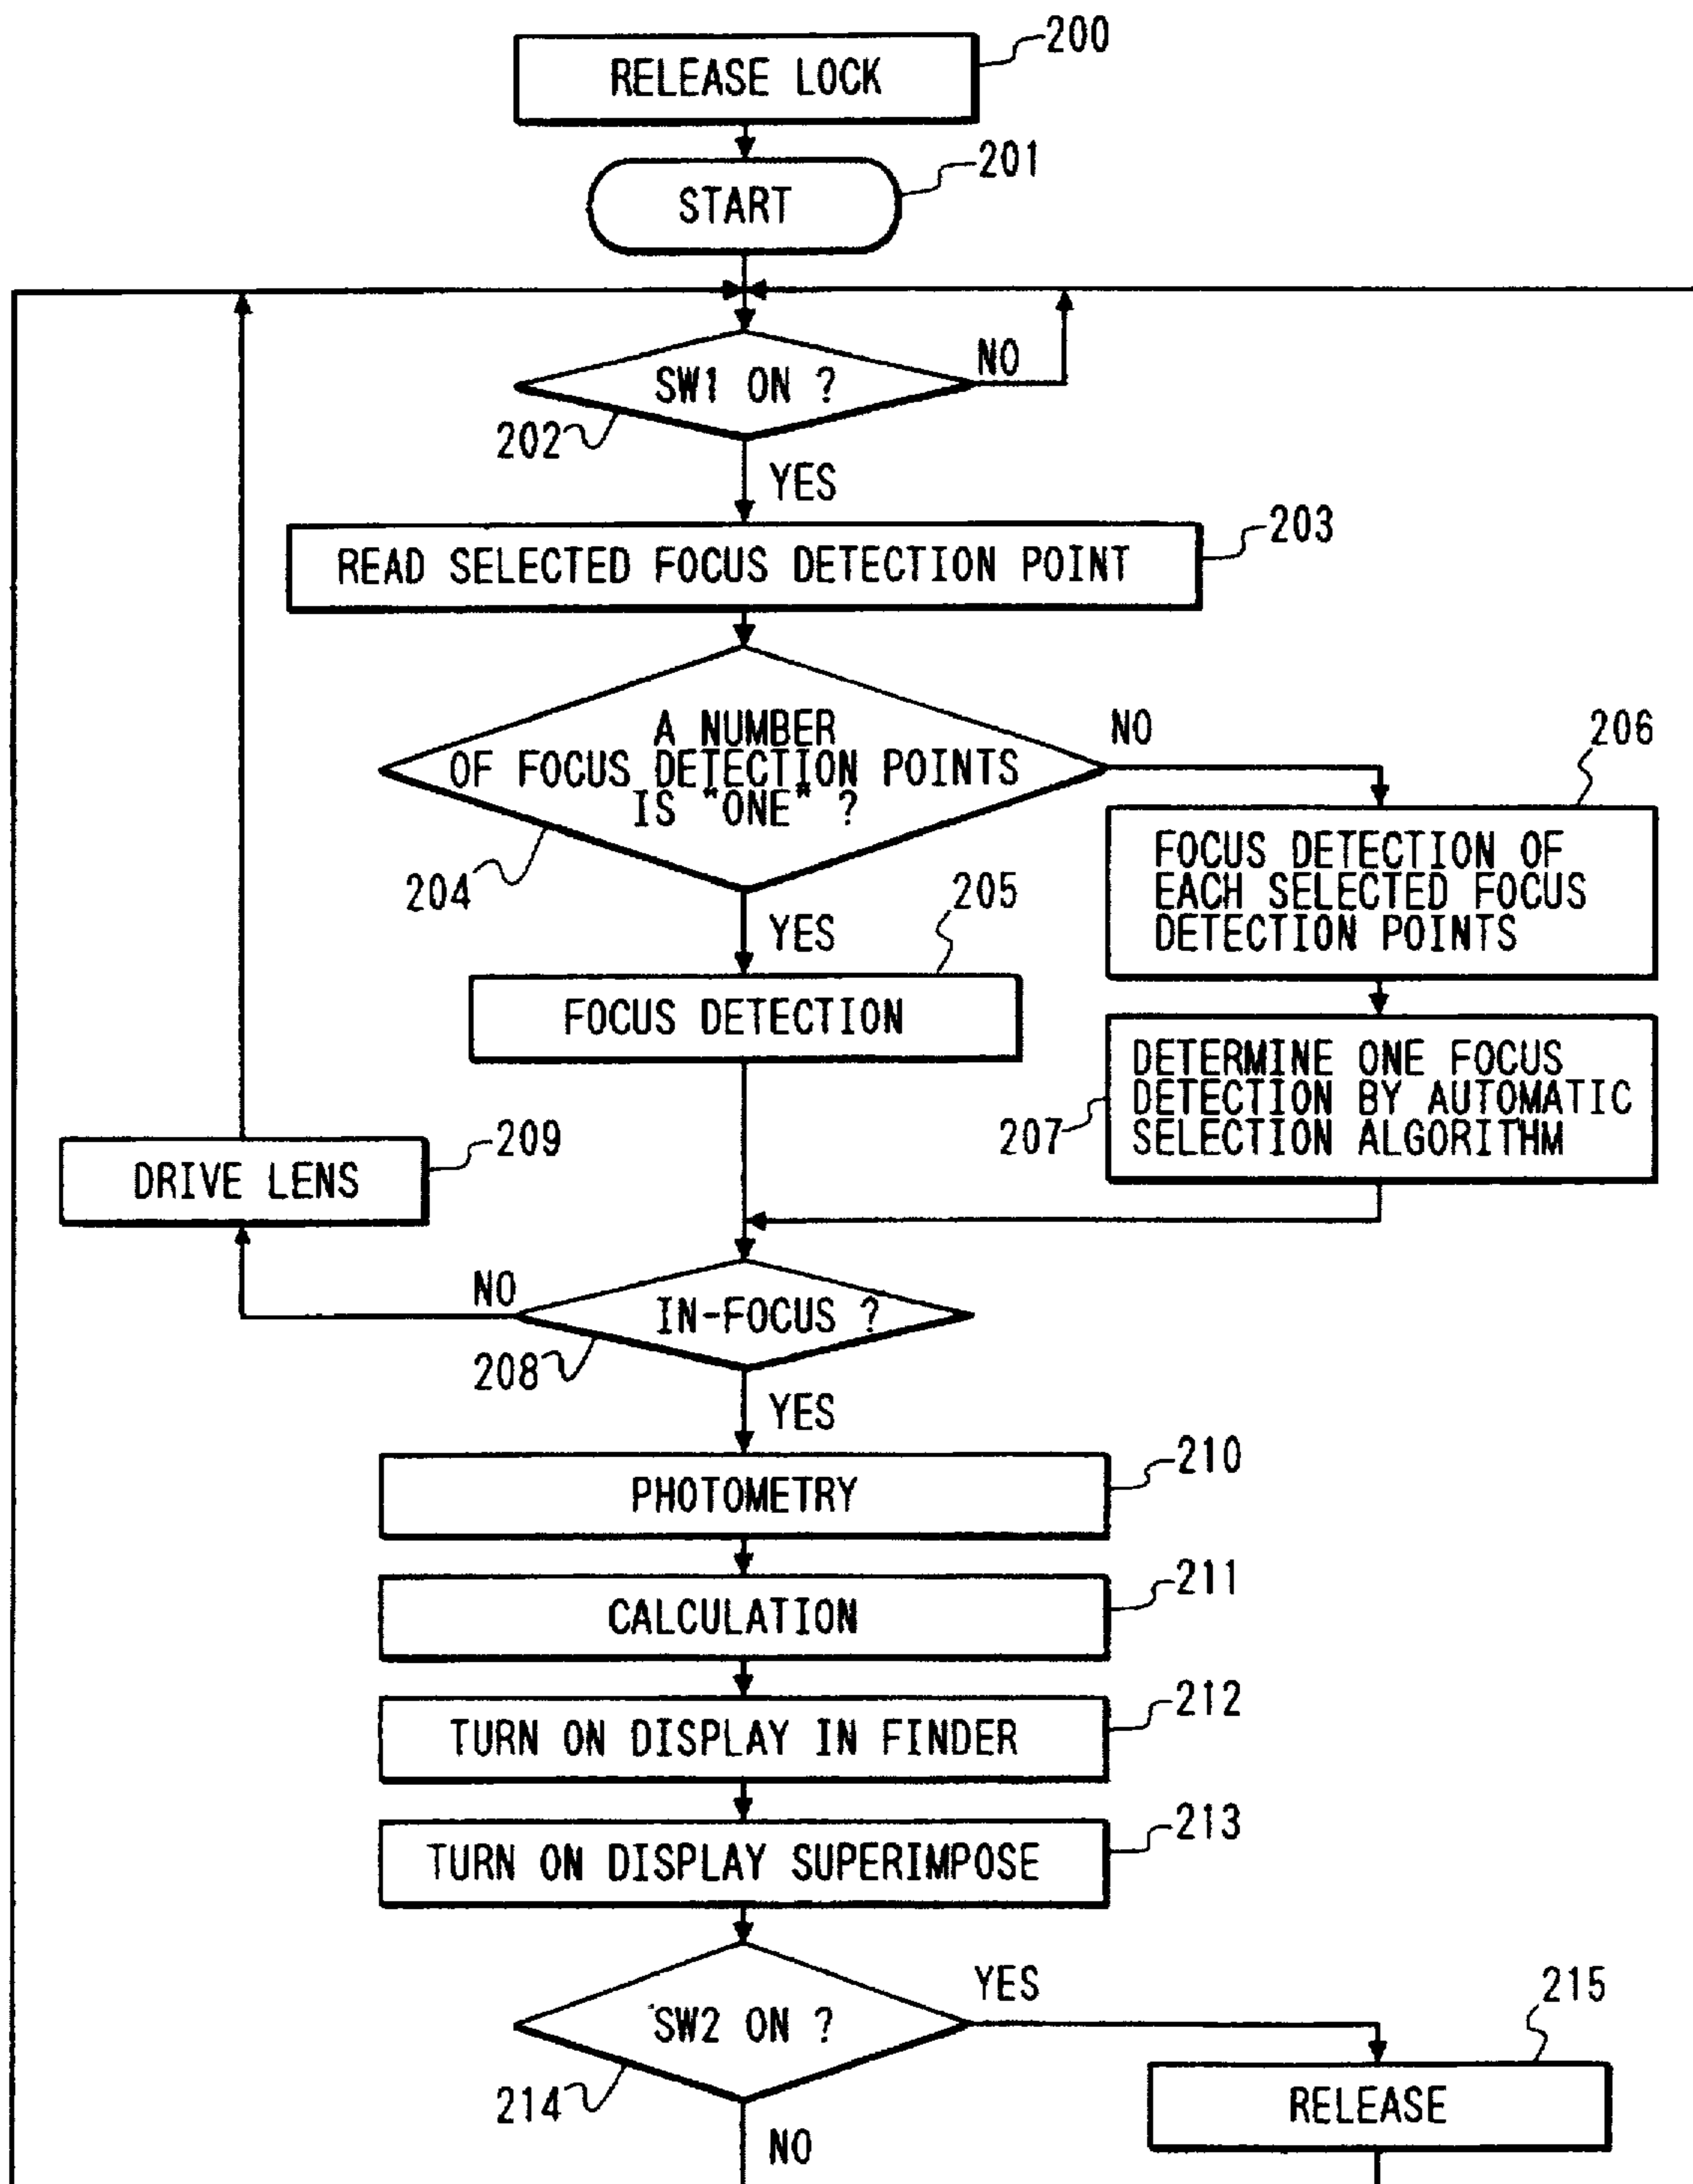 RELEASE LOCK
200
START
201
SW1 ON ?
NO
202
YES
READ SELECTED FOCUS DETECTION POINT
203
A NUMBER
OF FOCUS DETECTION POINTS
IS "ONE" ?
NO
204
YES
206
FOCUS DETECTION OF
EACH SELECTED FOCUS
DETECTION POINTS
205
FOCUS DETECTION
DETERMINE ONE FOCUS
DETECTION BY AUTOMATIC
SELECTION ALGORITHM
207
DRIVE LENS
209
IN-FOCUS ?
NO
208
YES
PHOTOMETRY
210
CALCULATION
211
TURN ON DISPLAY IN FINDER
212
TURN ON DISPLAY SUPERIMPOSE
213
SW2 ON ?
YES
214
NO
215
RELEASE